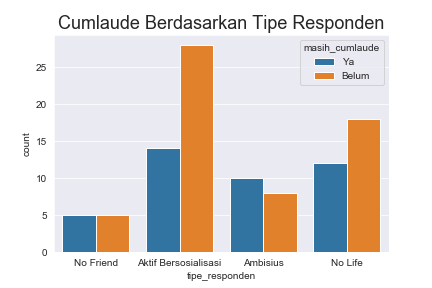 Cumlaude Berdasarkan Tipe Responden
masih_cumlaude
Ya
Belum
25
20
15
10
5
0
count
No Friend
Aktif Bersosialisasi
Ambisius
No Life
tipe_responden